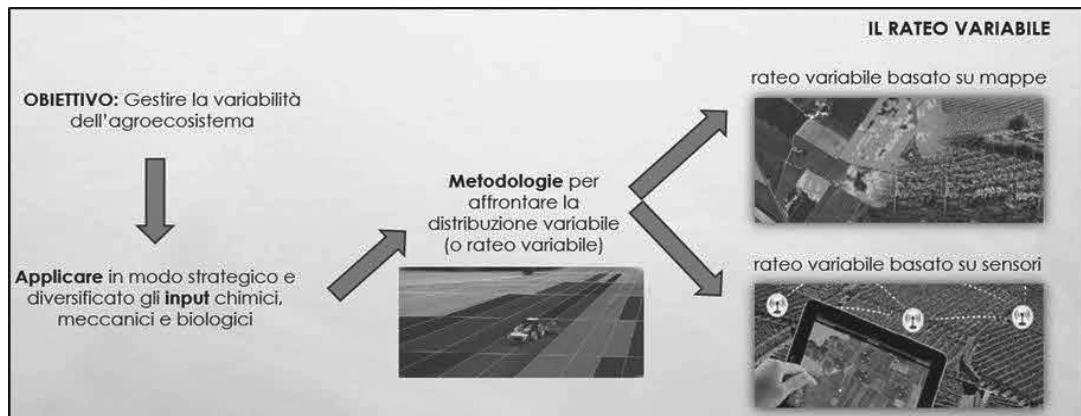 IL RATEO VARIABILE
OBIETTIVO: Gestire la variabilità
dell'agroecosistema
Applicare in modo strategico e
diversificato gli input chimici,
meccanici e biologici
Metodologie per
affrontare la
distribuzione variabile
(o rateo variabile)
rateo variabile basato su mappe
rateo variabile basato su sensori